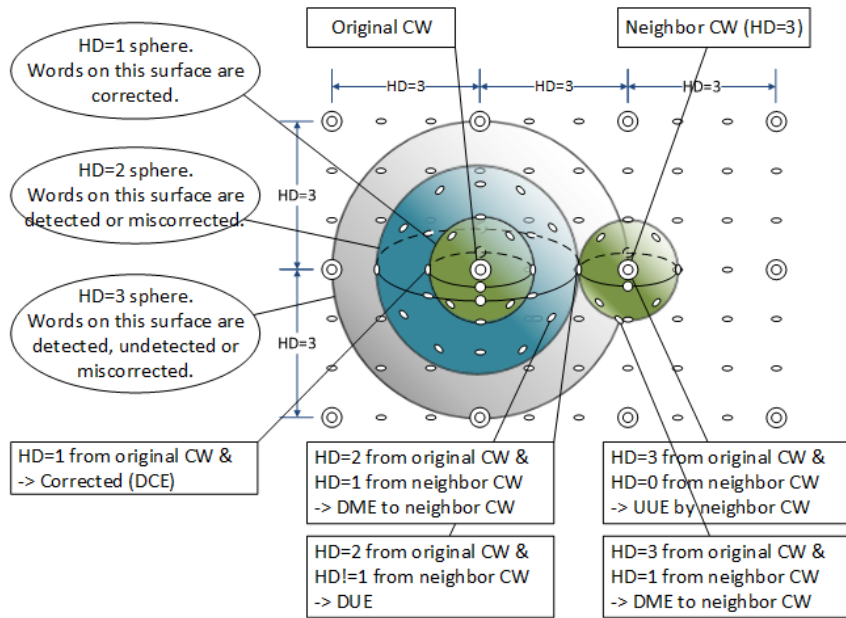 Original CW
Neighbor CW (HD=3)
HD=1 sphere.
Words on this surface are
corrected.
HD=3
HD=3
HD=3
HD=2 sphere.
Words on this surface are
detected or miscorrected.
HD=3
HD=3 sphere.
Words on this surface are
detected, undetected or
miscorrected.
HD=3
HD=1 from original CW &
-> Corrected (DCE)
HD=2 from original CW &
HD=1 from neighbor CW
-> DME to neighbor CW
HD=3 from original CW &
HD=0 from neighbor CW
-> UUE by neighbor CW
HD=2 from original CW &
HD!=1 from neighbor CW
-> DUE
HD=3 from original CW &
HD=1 from neighbor CW
-> DME to neighbor CW